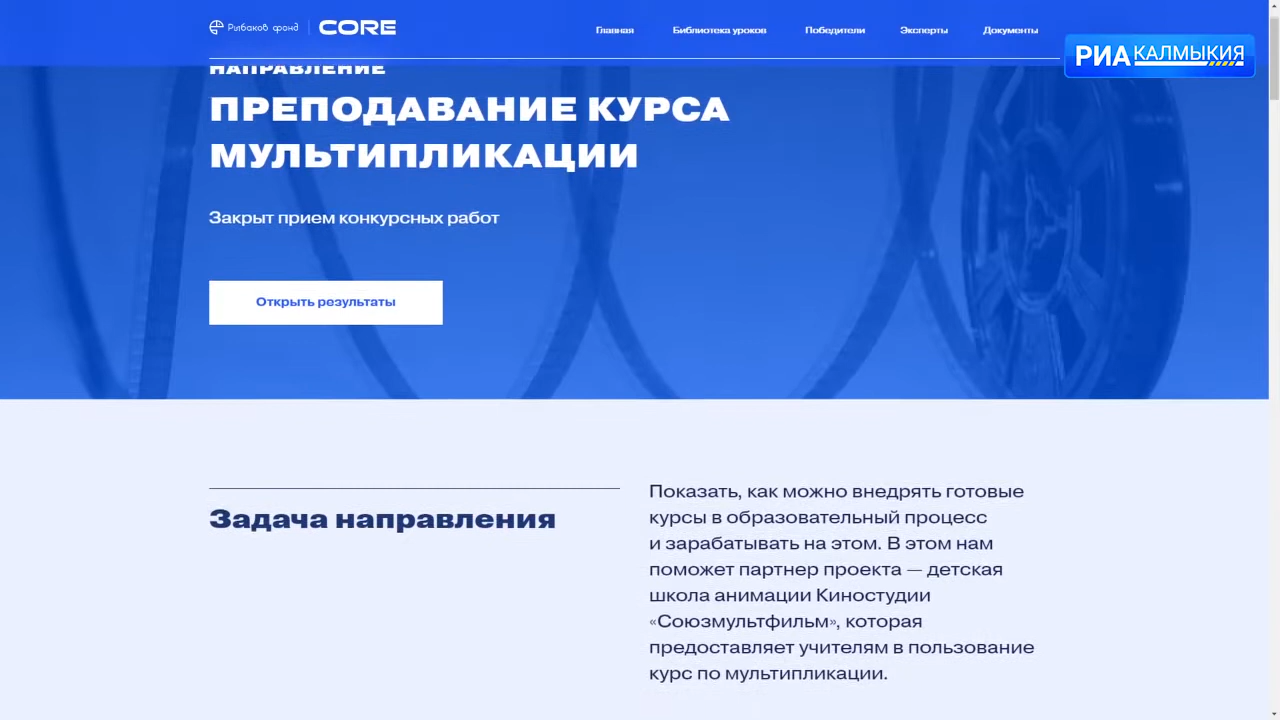 Рыбаков фонд CORE
Главная Библиотека уроков Победители Эксперты Документы
РИА КАЛМЫКИЯ
НАПРАВЛЕНИЕ
ПРЕПОДАВАНИЕ КУРСА
МУЛЬТИПЛИКАЦИИ
Закрыт прием конкурсных работ
Открыть результаты
Задача направления
Показать, как можно внедрять готовые
курсы в образовательный процесс
и зарабатывать на этом. В этом нам
поможет партнер проекта — детская
школа анимации Киностудии
«Союзмультфильм», которая
предоставляет учителям в пользование
курс по мультипликации.